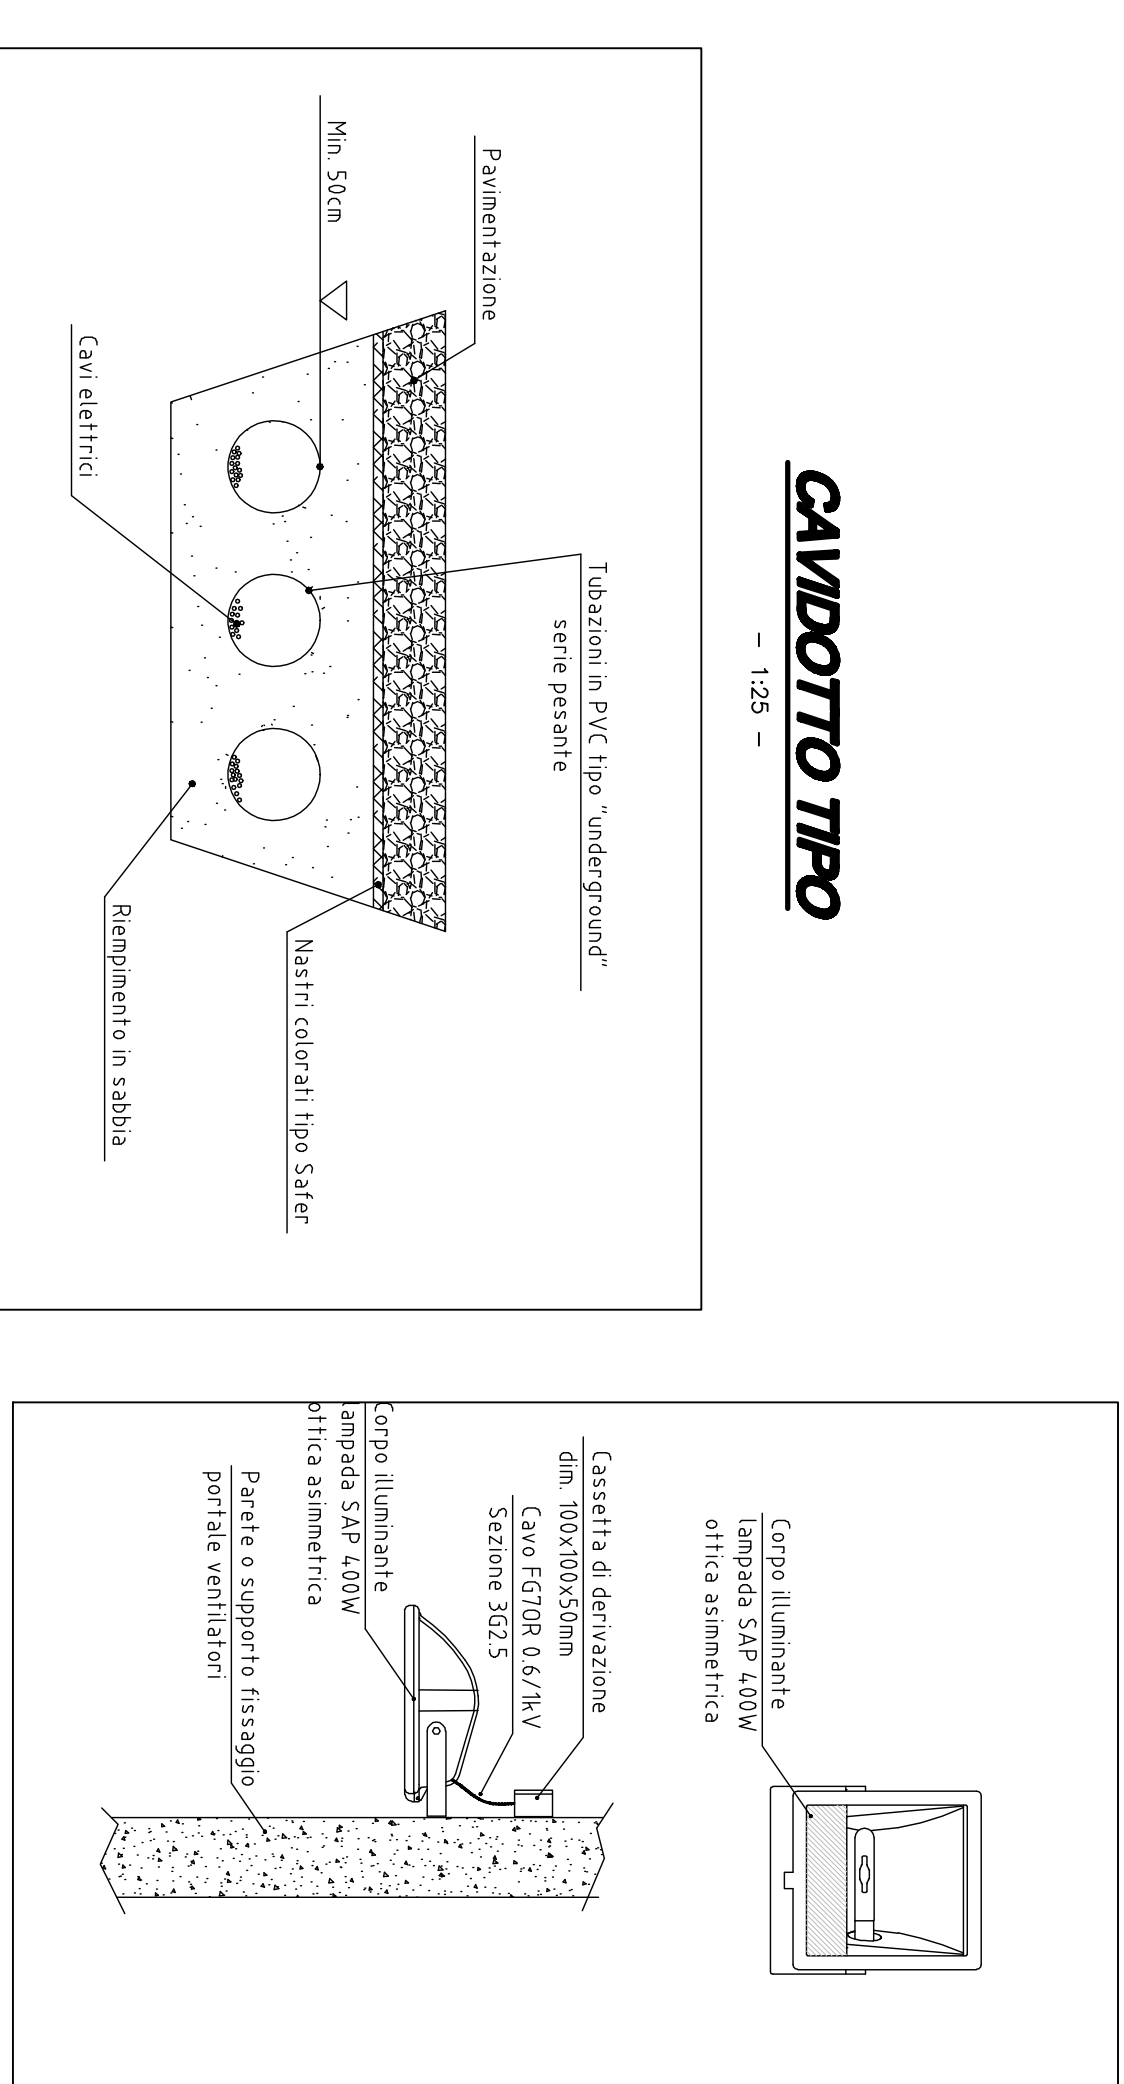 CAVIDOTTO TIPO
- 1:25 -
Tubazioni in PVC tipo "underground"
serie pesante
Pavimentazione
Min. 50cm
Nastri colorati tipo Safer
Riempimento in sabbia
Cavi elettrici
Corpo illuminante
lampada SAP 400W
ottica asimmetrica
Cassetta di derivazione
dim. 100x100x50mm
Cavo FG7OR 0.6/1kV
Sezione 3G2.5
Corpo illuminante
lampada SAP 400W
ottica asimmetrica
Parete o supporto fissaggio
portale ventilatori